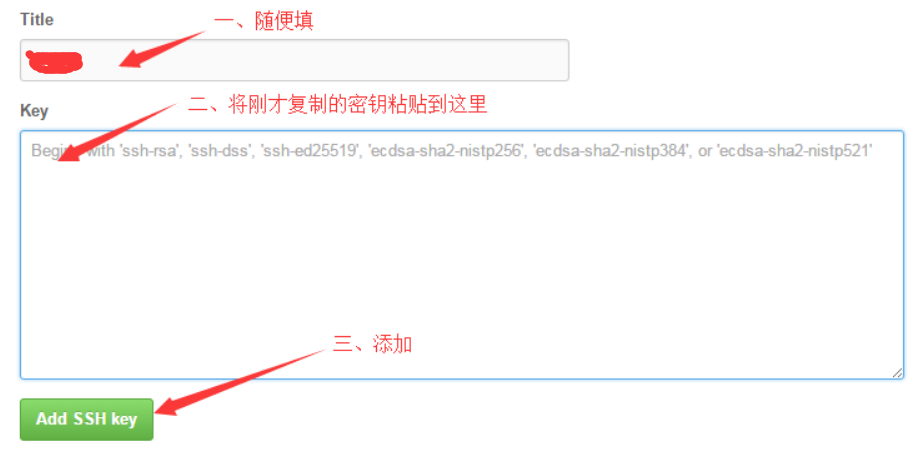 Title
一、随便填
Key
二、将刚才复制的密钥粘贴到这里
Begins with 'ssh-rsa', 'ssh-dss', 'ssh-ed25519', 'ecdsa-sha2-nistp256', 'ecdsa-sha2-nistp384', or 'ecdsa-sha2-nistp521'
三、添加
Add SSH key